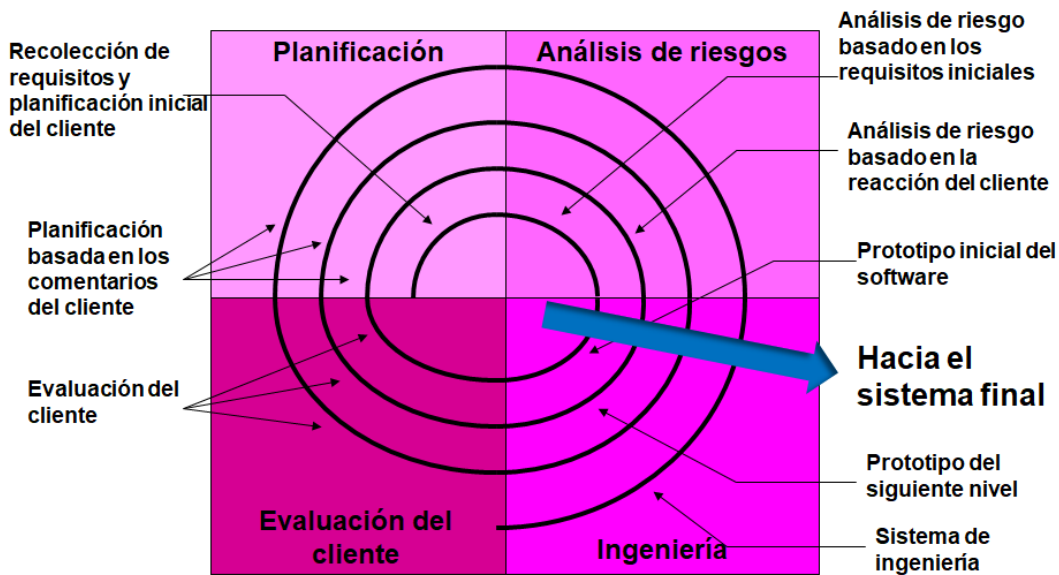 Recolección de
requisitos y
planificación inicial
del cliente
Planificación
basada en los
comentarios
del cliente
Evaluación del
cliente
Planificación
Análisis de riesgos
Evaluación del
cliente
Ingeniería
Análisis de riesgo
basado en los
requisitos iniciales
Análisis de riesgo
basado en la
reacción del cliente
Prototipo inicial del
software
Hacia el
sistema final
Prototipo del
siguiente nivel
Sistema de
ingeniería